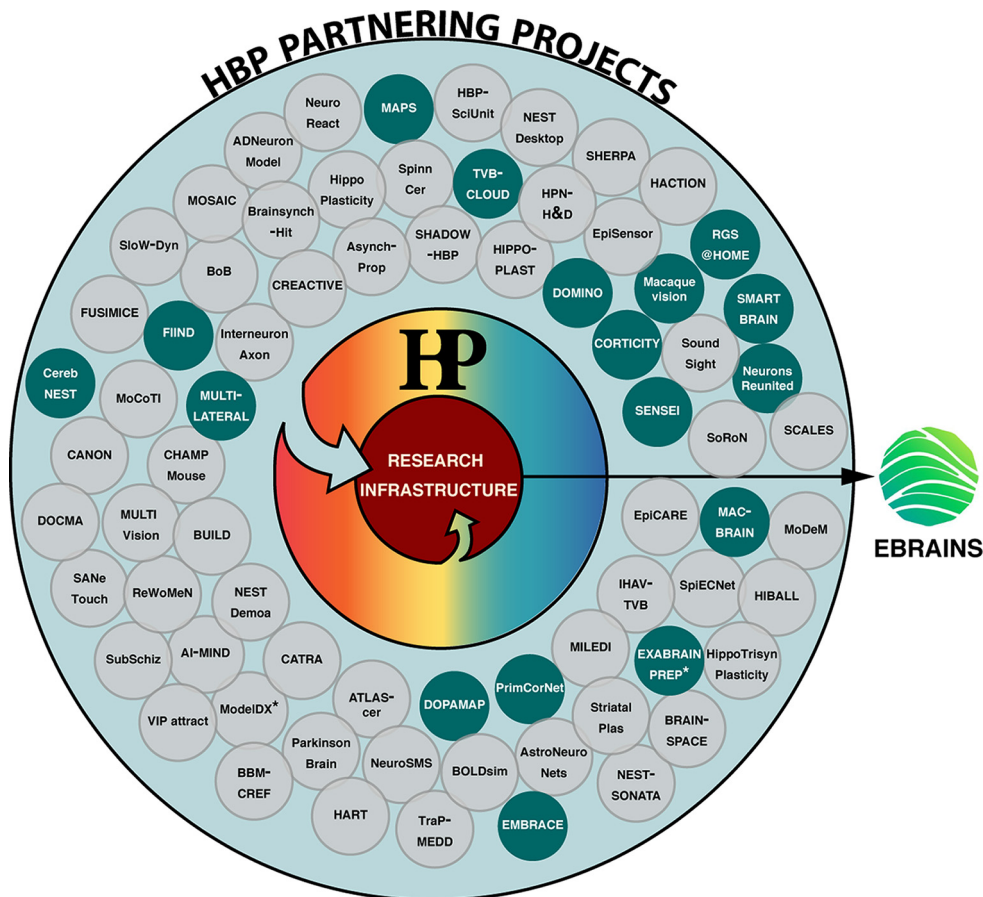 HBP PARTNERING PROJECTS
Neuro
React
MAPS
HBP-
SciUnit
NEST
Desktop
ADNeuron
Model
SHERPA
HACTION
Hippo
Plasticity
Spinn
Cer
TVB-
CLOUD
HPN-
H&D
MOSAIC
Brainsynch
-Hit
EpiSensor
RGS
@HOME
SloW-Dyn
BoB
Asynch-
Prop
SHADOW
-HBP
HIPPO-
PLAST
CREACTIVE
DOMINO
Macaque
vision
SMART
BRAIN
FUSIMICE
FIIND
Interneuron
Axon
CORTICITY
Sound
Sight
Neurons
Reunited
Cereb
NEST
MoCoTI
MULTI-
LATERAL
SENSEI
SoRoN
SCALES
HP
RESEARCH
INFRASTRUCTURE
EBRAINS
CANON
CHAMP
Mouse
DOCMA
MULTI
Vision
BUILD
EpiCARE
MAC-
BRAIN
MoDeM
SANe
Touch
ReWoMeN
NEST
Demoa
IHAV-
TVB
SpiECNet
HIBALL
SubSchiz
AI-MIND
CATRA
MILEDI
EXABRAIN
PREP*
HippoTrisyn
Plasticity
VIP attract
ModelDX*
ATLAS-
cer
DOPAMAP
PrimCorNet
Striatal
Plas
BRAIN-
SPACE
BBM-
CREF
Parkinson
Brain
NeuroSMS
BOLDsim
AstroNeuro
Nets
NEST-
SONATA
HART
TraP-
MEDD
EMBRACE